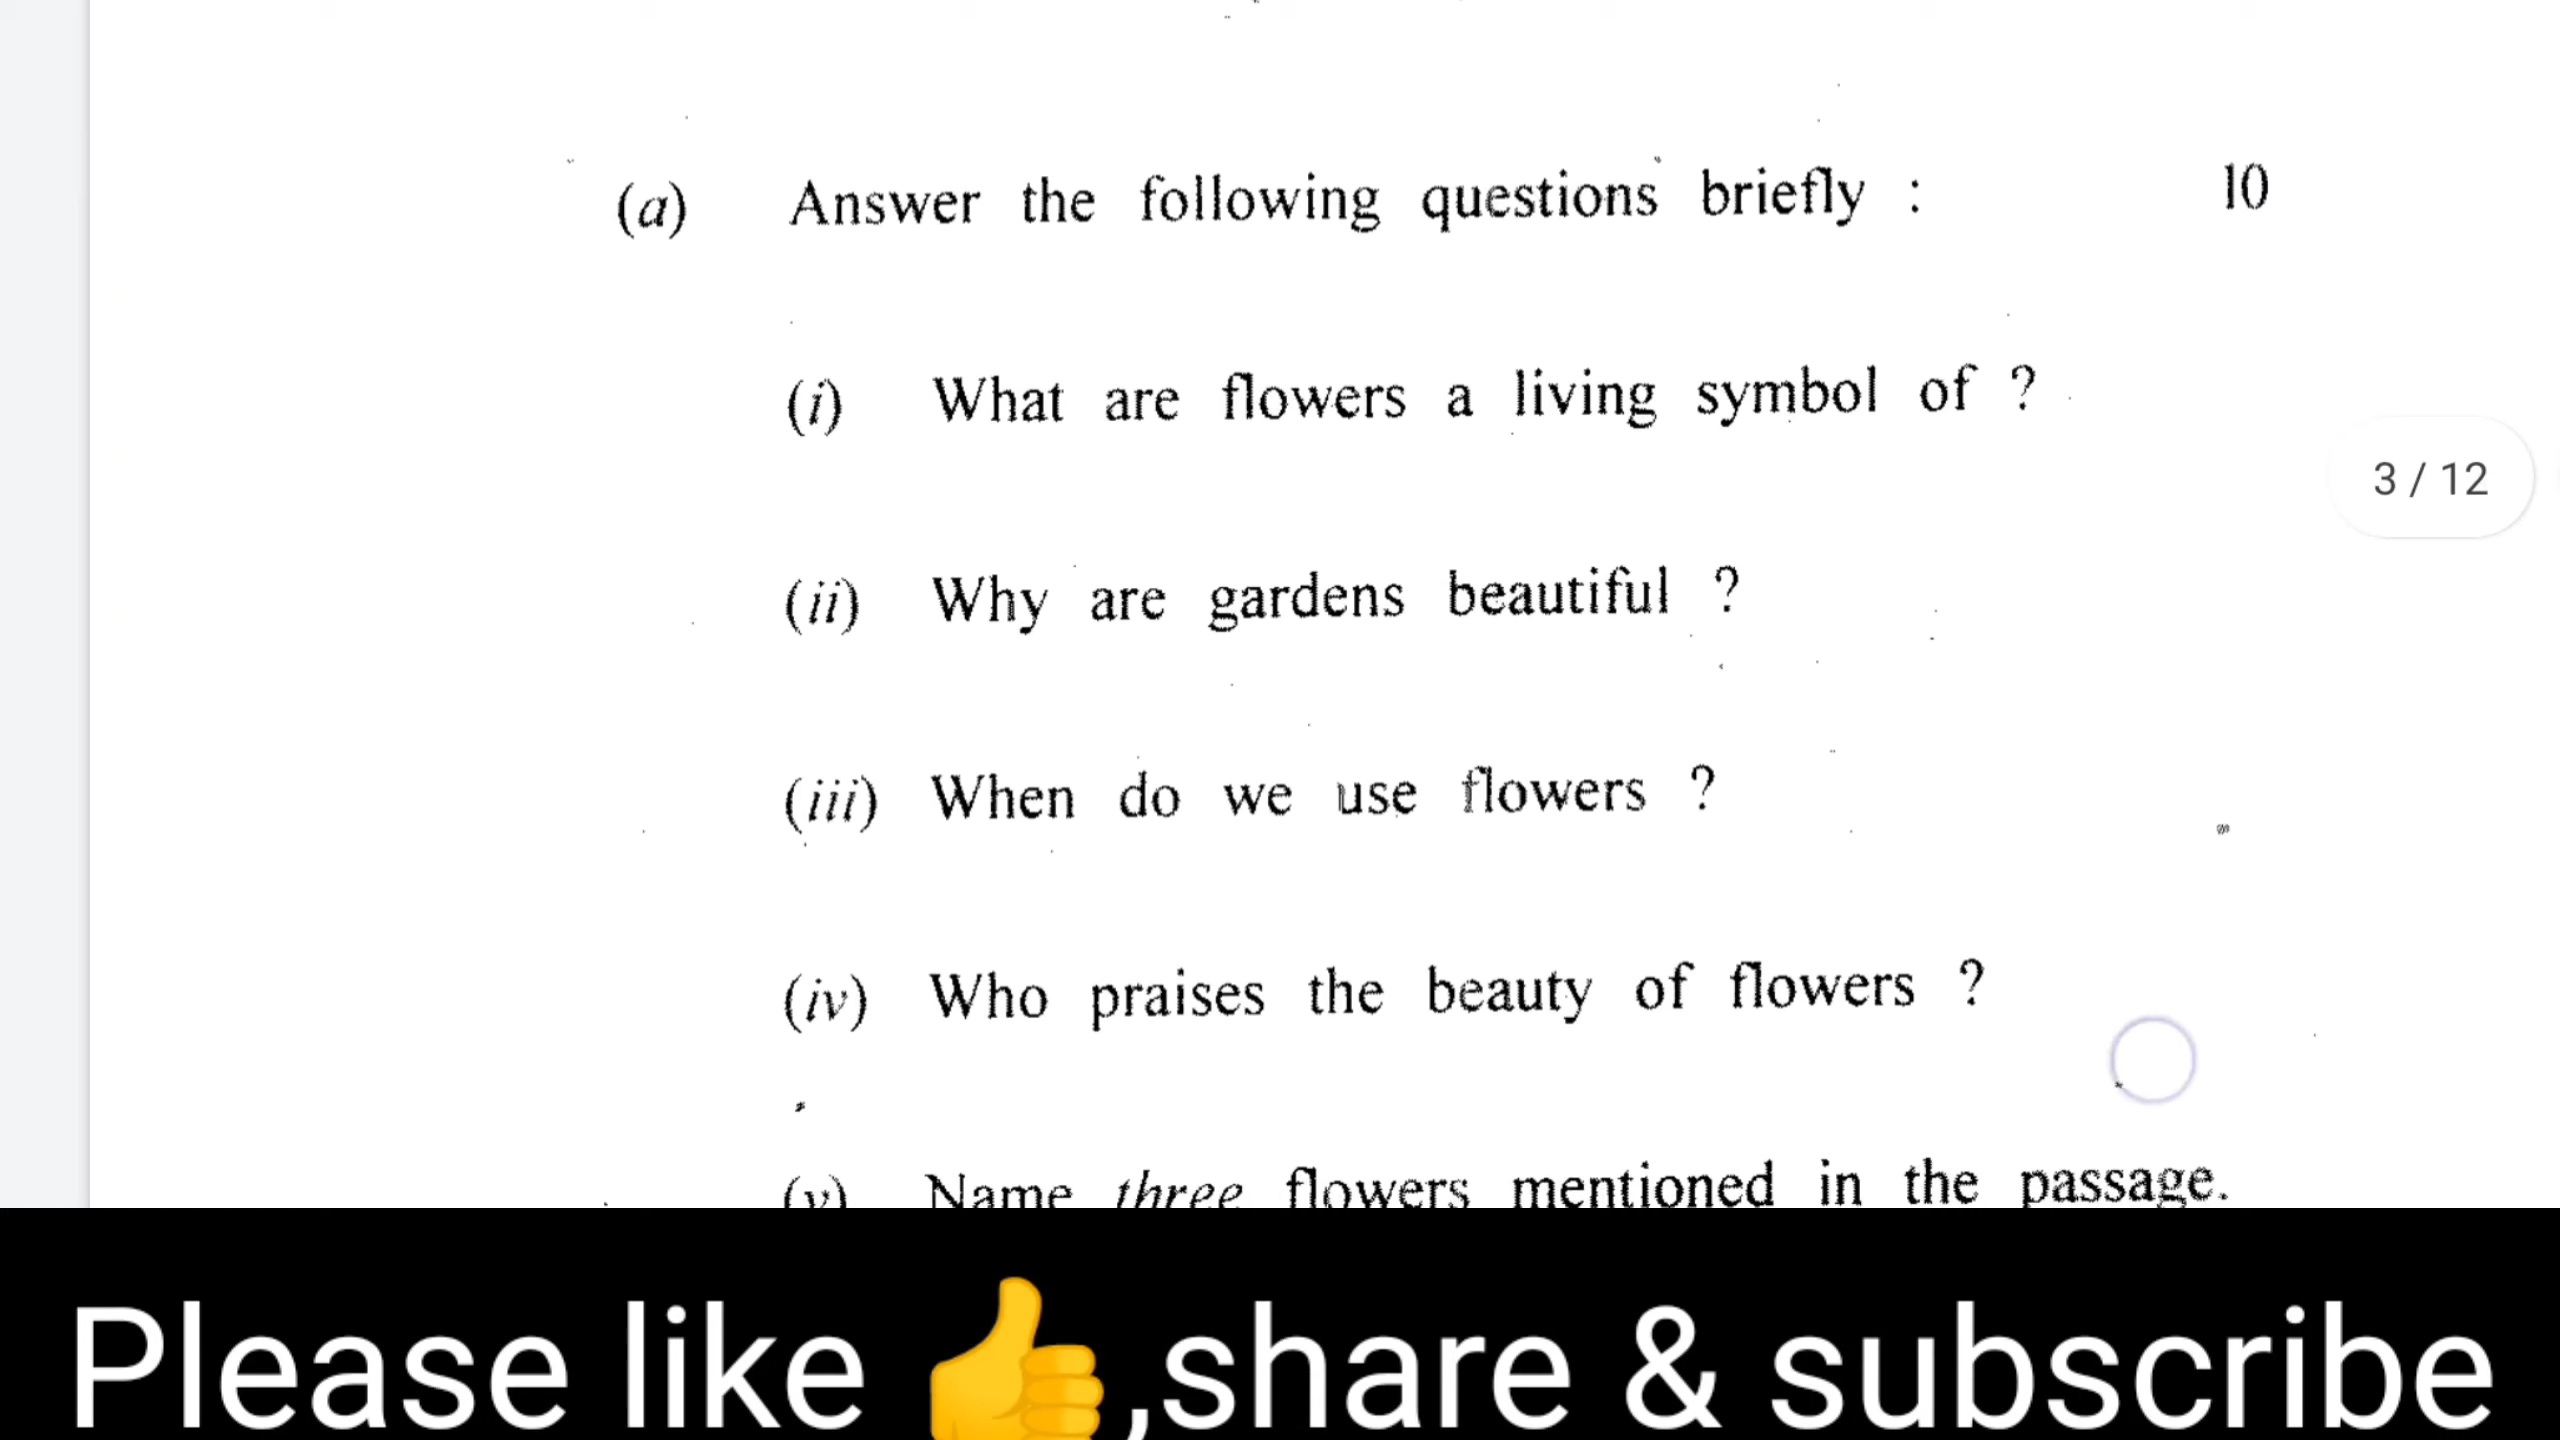 (a) Answer the following questions briefly : 10
(i) What are flowers a living symbol of ?
3 / 12
(ii) Why are gardens beautiful ?
(iii) When do we use flowers ?
(iv) Who praises the beauty of flowers ?
(v) Name three flowers mentioned in the passage.
Please like 👍,share & subscribe